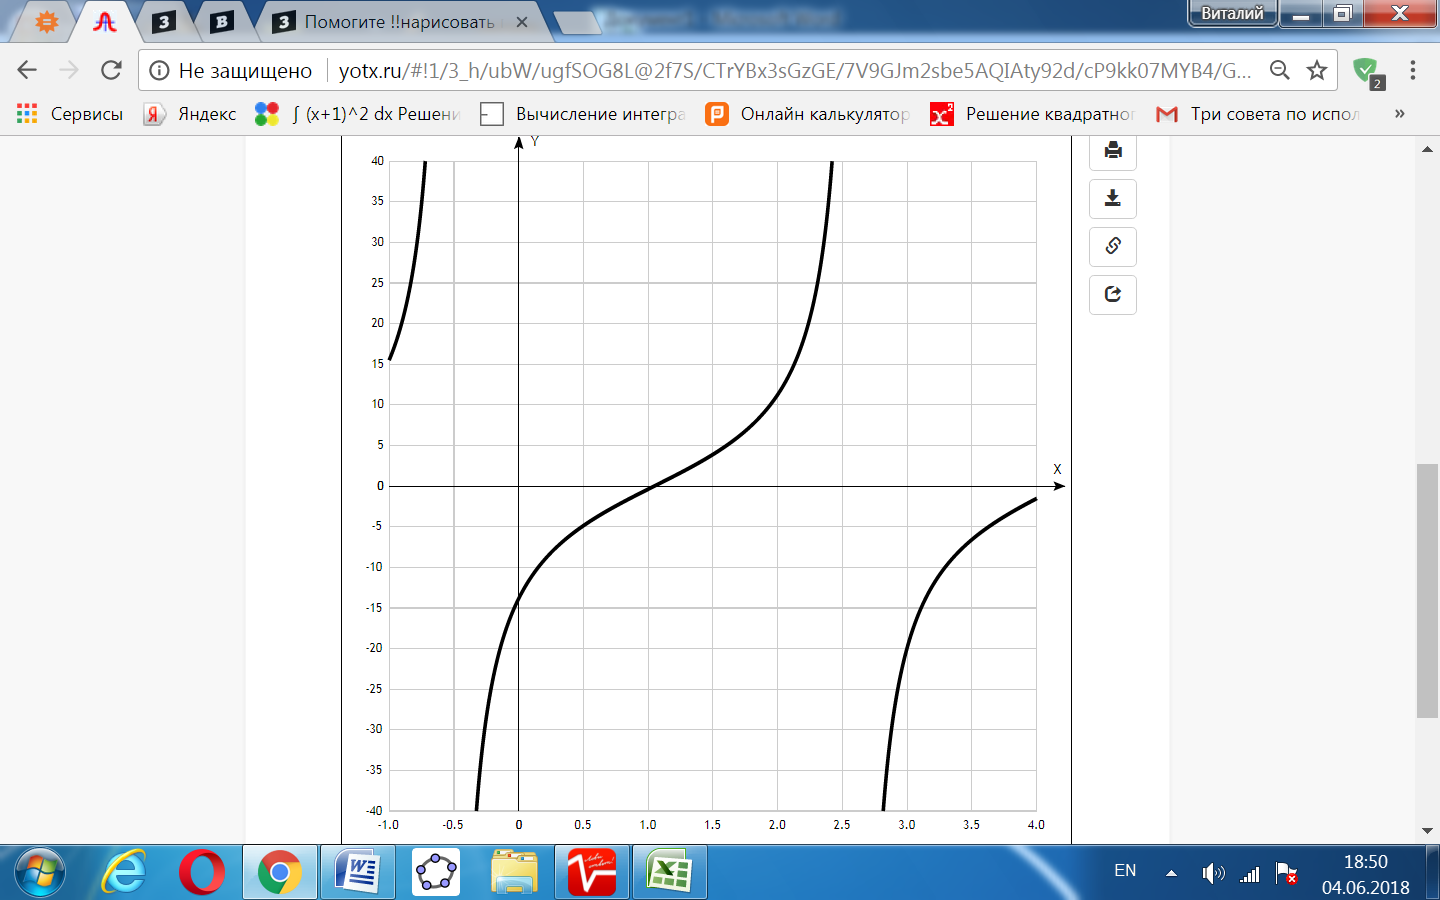 Помогите !!нарисовать
Виталий
Не защищено
yotx.ru/#!1/3_h/ubW/ugfSOG8L@2f7S/CTrYBx3sGzGE/7V9GJm2sbe5AQIAty92d/cP9kk07MYB4/G...
2
Сервисы
Яндекс
∫ (x+1)^2 dx Решени
Вычисление интегра
Онлайн калькулятор
Решение квадратног
Три совета по испол
»
Y
40
35
30
25
20
15
10
5
0
X
-5
-10
-15
-20
-25
-30
-35
-40
-1.0 -0.5 0 0.5 1.0 1.5 2.0 2.5 3.0 3.5 4.0
EN
18:50
04.06.2018